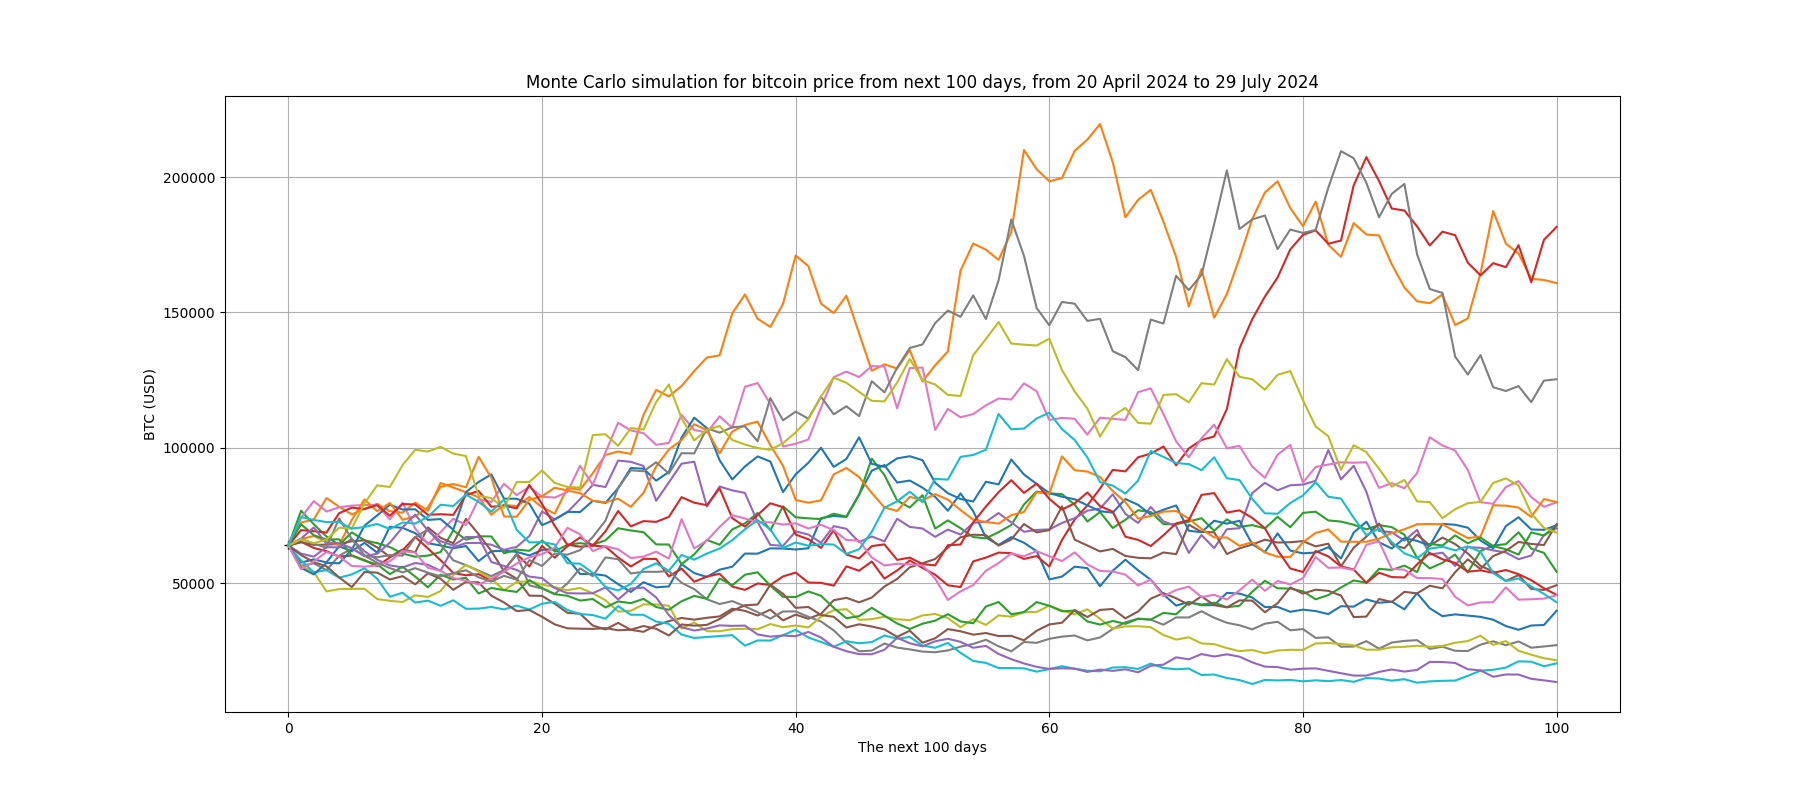 Monte Carlo simulation for bitcoin price from next 100 days, from 20 April 2024 to 29 July 2024
BTC (USD)
200000
150000
100000
50000
0 20 40 60 80 100
The next 100 days